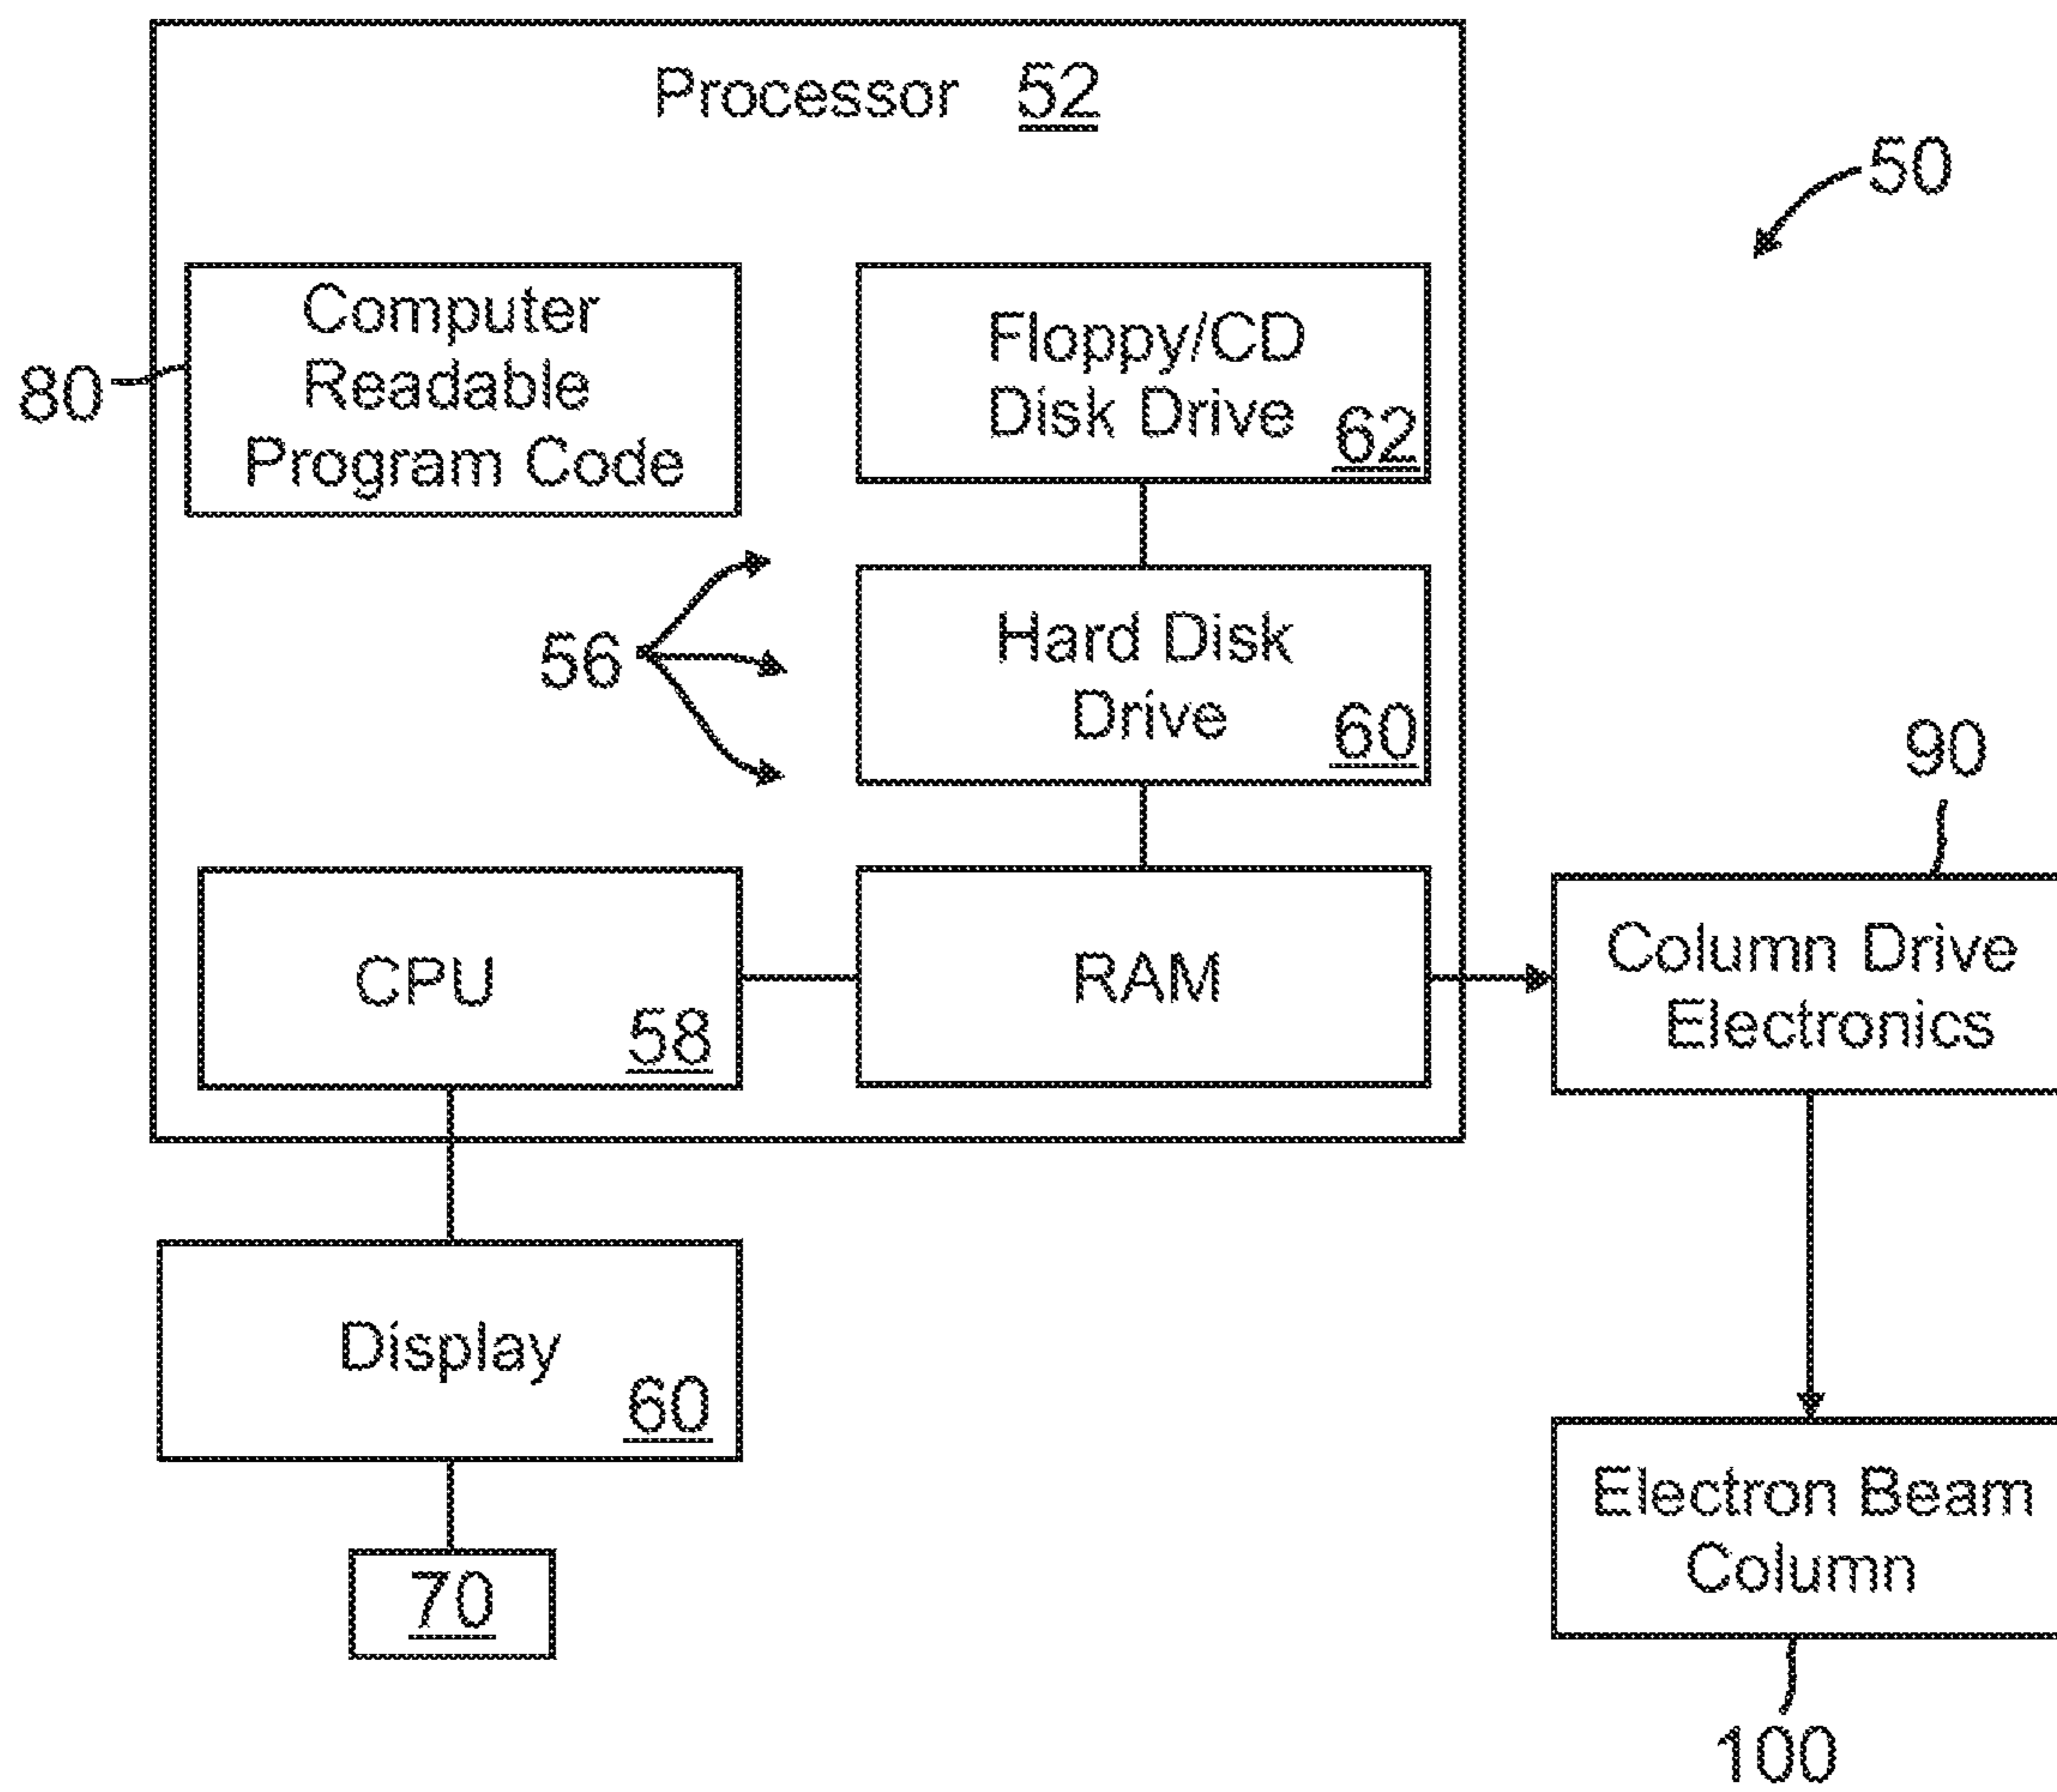 Processor 52
50
Computer
Readable
Program Code
80
Floppy/CD
Disk Drive
62
56
Hard Disk
Drive
60
90
CPU
58
RAM
Column Drive
Electronics
Display
60
70
Electron Beam
Column
100